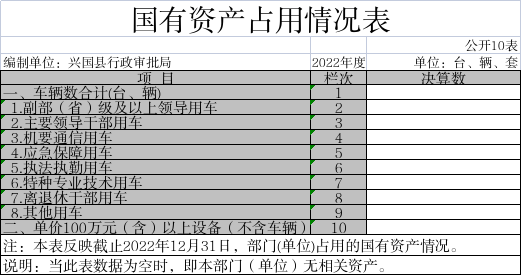 国有资产占用情况表
公开10表
编制单位：兴国县行政审批局 2022年度 单位：台、辆、套
项 目 栏次 决算数
一、车辆数合计(台、辆) 1
1.副部（省）级及以上领导用车 2
2.主要领导干部用车 3
3.机要通信用车 4
4.应急保障用车 5
5.执法执勤用车 6
6.特种专业技术用车 7
7.离退休干部用车 8
8.其他用车 9
二、单价100万元（含）以上设备（不含车辆） 10
注：本表反映截止2022年12月31日，部门(单位)占用的国有资产情况。
说明：当此表数据为空时，即本部门（单位）无相关资产。